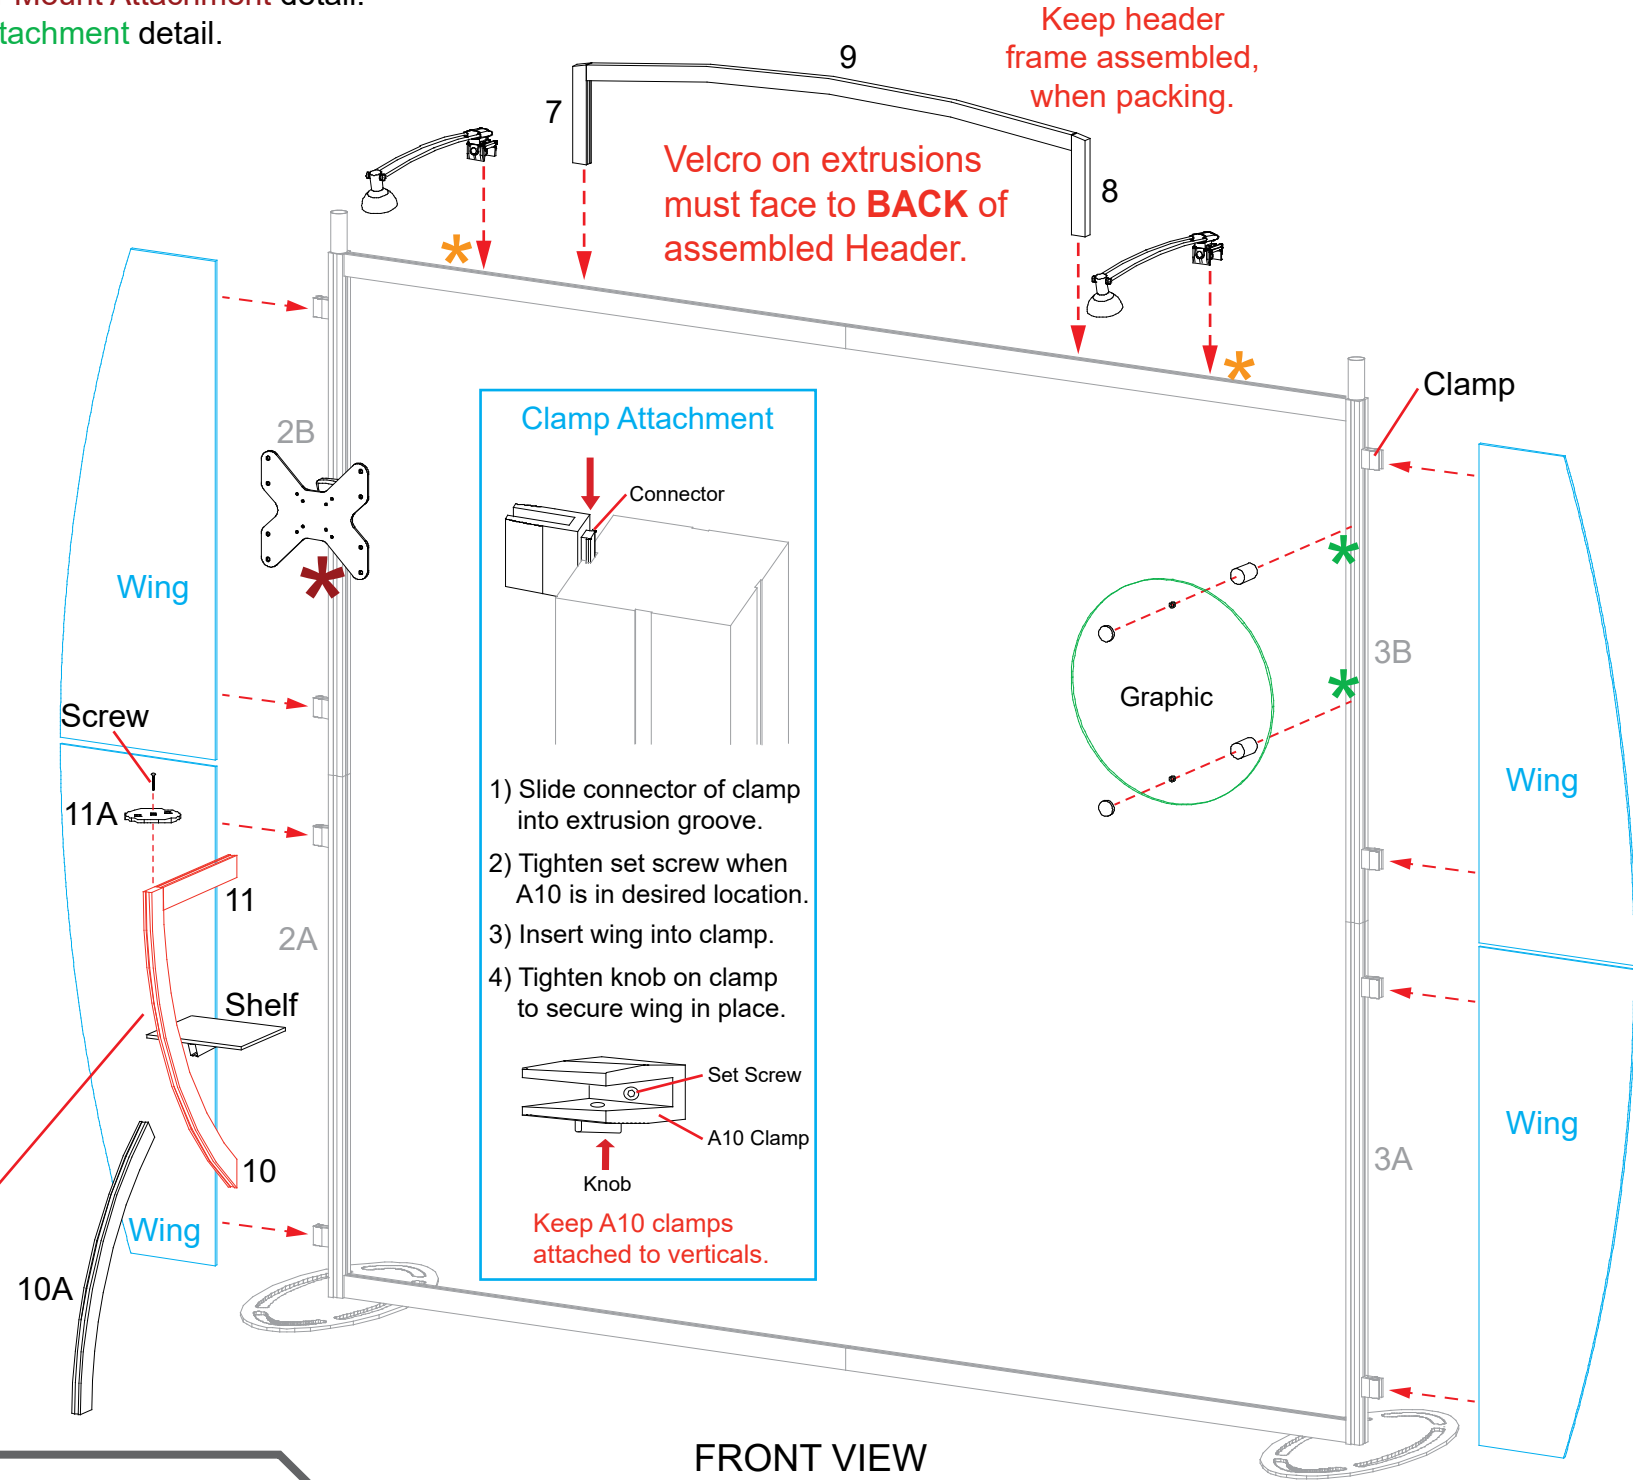 Mount Attachment detail.
tachment detail.
Keep header
frame assembled,
when packing.
9
7
8
Velcro on extrusions
must face to BACK of
assembled Header.
*
*
Clamp
2B
Clamp Attachment
Connector
*
Wing
*
*
3B
Graphic
Screw
11A
Wing
1) Slide connector of clamp
into extrusion groove.
2) Tighten set screw when
A10 is in desired location.
3) Insert wing into clamp.
4) Tighten knob on clamp
to secure wing in place.
11
2A
Shelf
Set Screw
A10 Clamp
Knob
Keep A10 clamps
attached to verticals.
10
Wing
10A
Wing
3A
FRONT VIEW